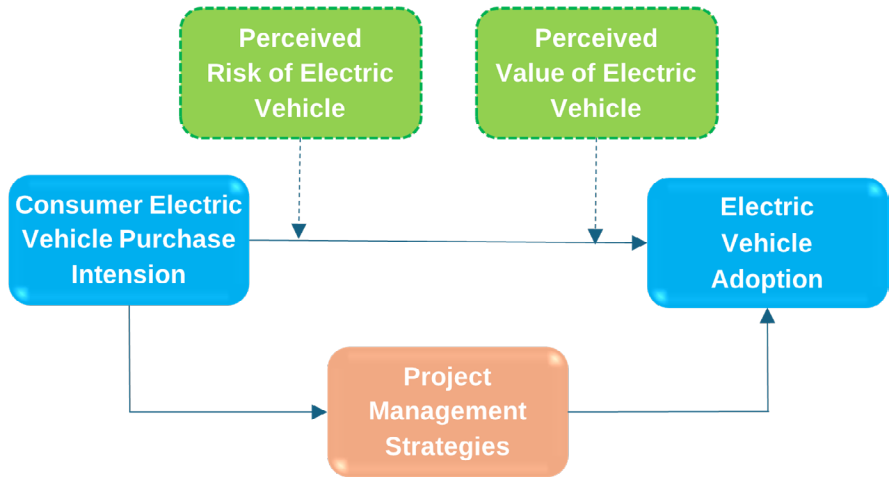 Perceived
Risk of Electric
Vehicle
Perceived
Value of Electric
Vehicle
Consumer Electric
Vehicle Purchase
Intension
Electric
Vehicle
Adoption
Project
Management
Strategies